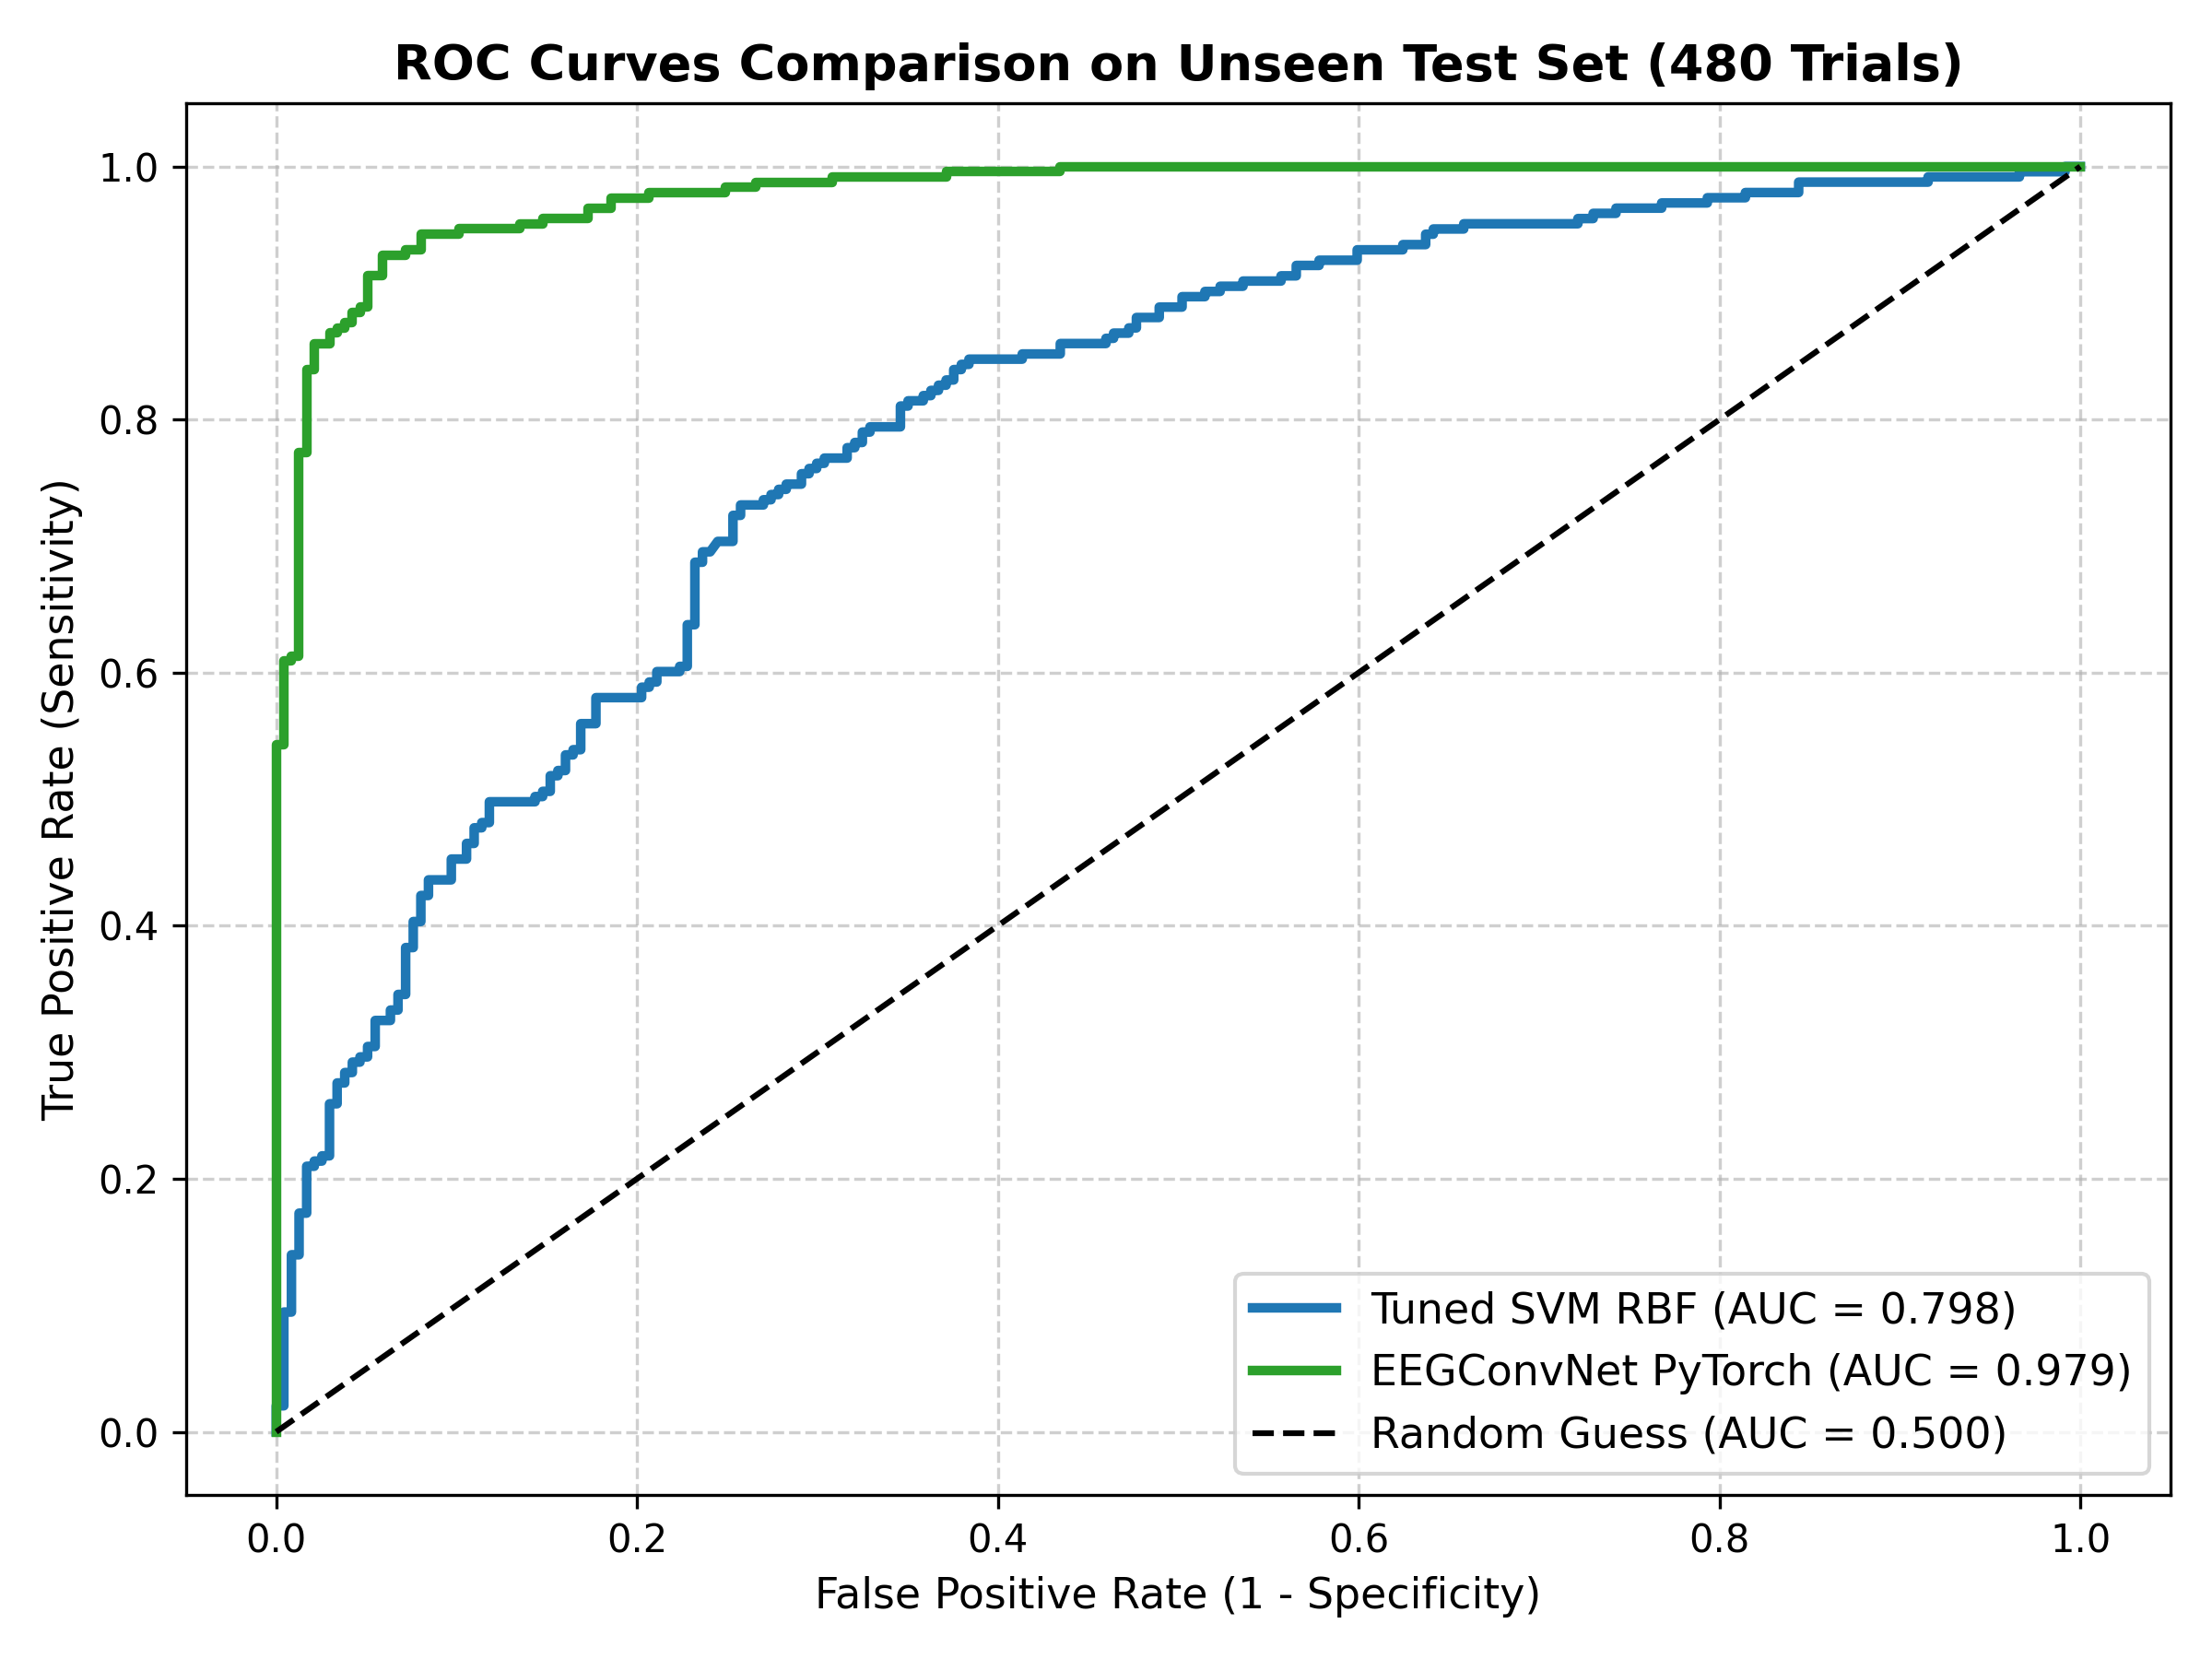 ROC Curves Comparison on Unseen Test Set (480 Trials)
True Positive Rate (Sensitivity)
1.0
0.8
0.6
0.4
0.2
0.0
0.0 0.2 0.4 0.6 0.8 1.0
False Positive Rate (1 - Specificity)
Tuned SVM RBF (AUC = 0.798)
EEGConvNet PyTorch (AUC = 0.979)
Random Guess (AUC = 0.500)